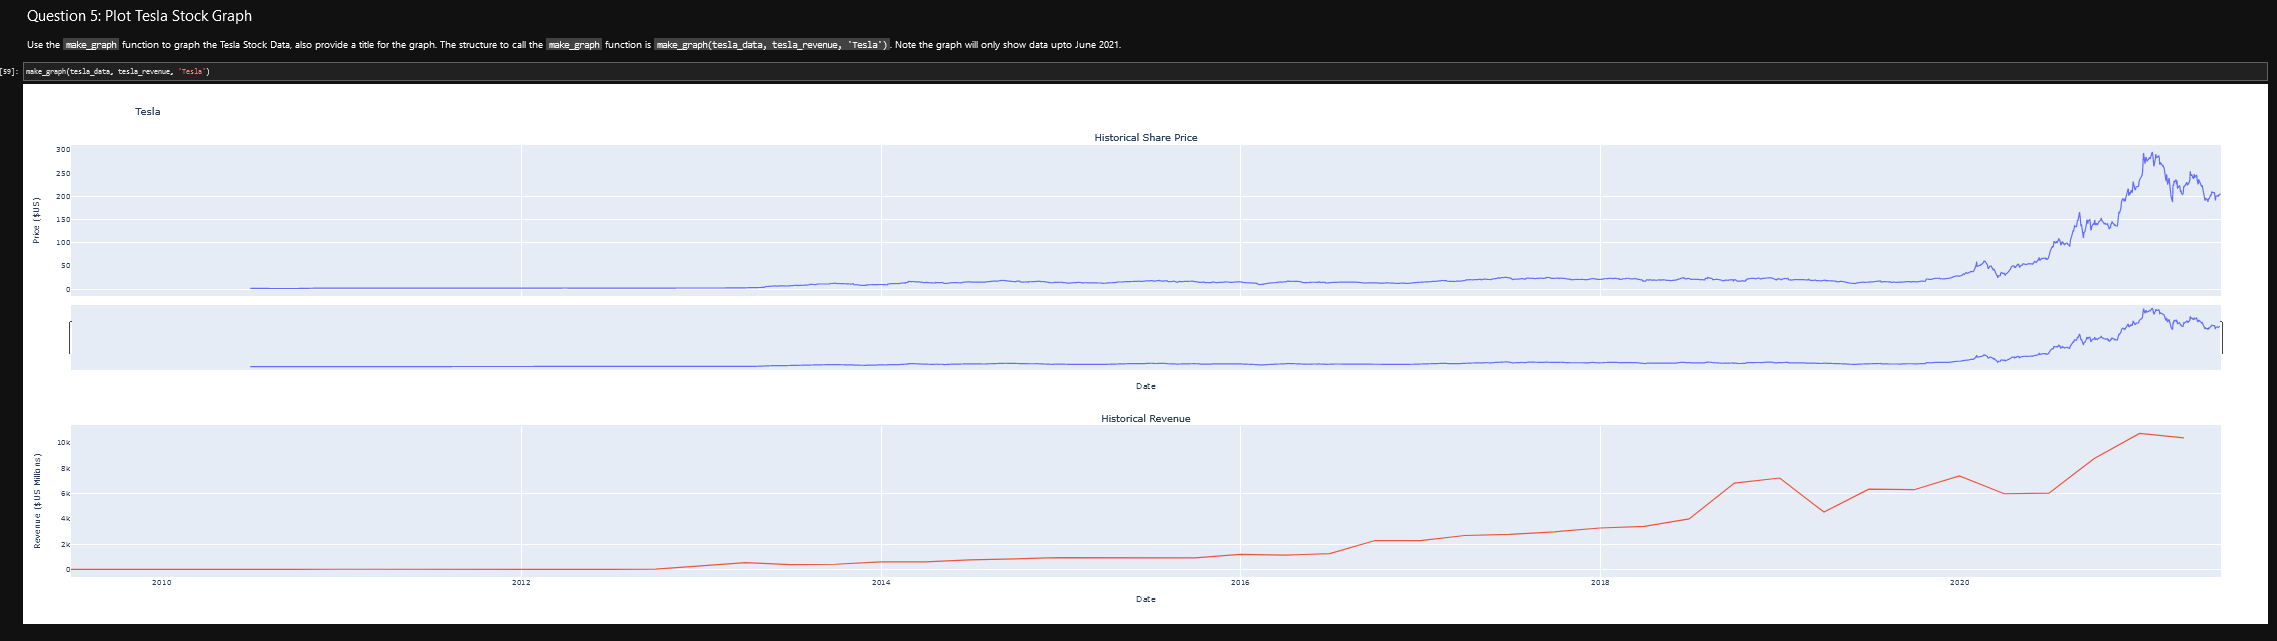 Question 5: Plot Tesla Stock Graph
Use the make_graph function to graph the Tesla Stock Data, also provide a title for the graph. The structure to call the make_graph function is make_graph(tesla_data, tesla_revenue, 'Tesla'). Note the graph will only show data upto June 2021.
[59]: make_graph(tesla_data, tesla_revenue, 'Tesla')
Tesla
Historical Share Price
300
250
200
150
100
50
0
Price ($US)
Date
Historical Revenue
10k
8k
6k
4k
2k
0
Revenue ($US Millions)
2010 2012 2014 2016 2018 2020
Date